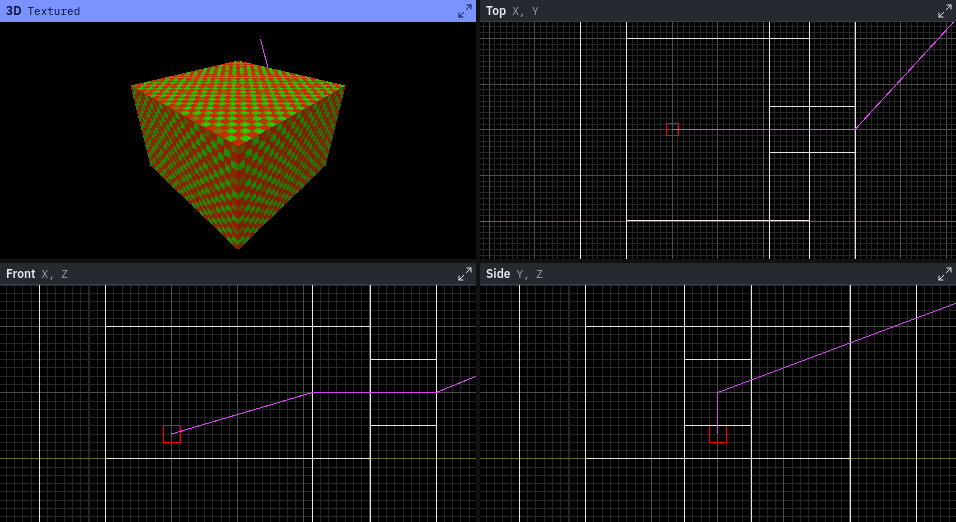 3D Textured
Top X, Y
Front X, Z
Side Y, Z